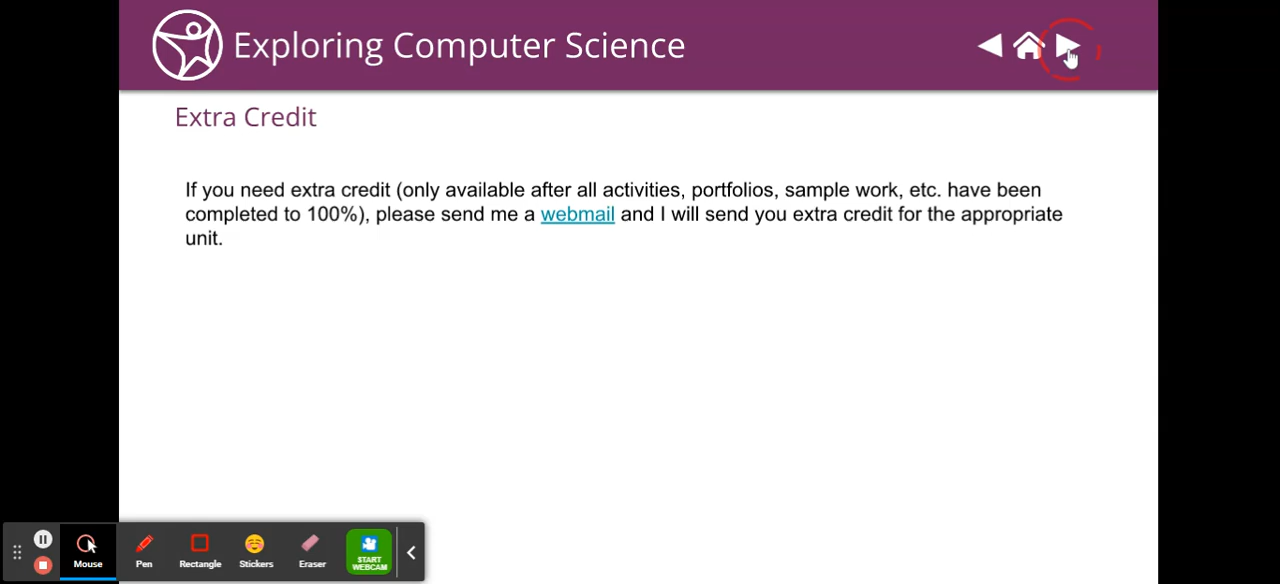 Exploring Computer Science
Extra Credit
If you need extra credit (only available after all activities, portfolios, sample work, etc. have been
completed to 100%), please send me a webmail and I will send you extra credit for the appropriate
unit.
Mouse
Pen
Rectangle
Stickers
Eraser
START
WEBCAM